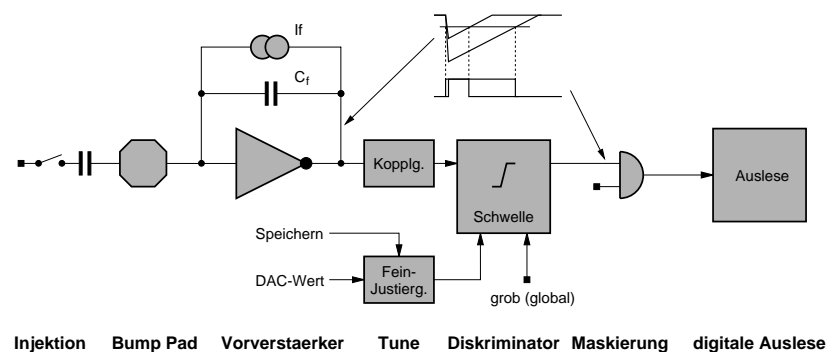 If
Cf
Kopplg.
Schwelle
Auslese
Speichern
DAC-Wert
Fein-
Justierg.
grob (global)
Injektion Bump Pad Vorverstaerker Tune Diskriminator Maskierung digitale Auslese